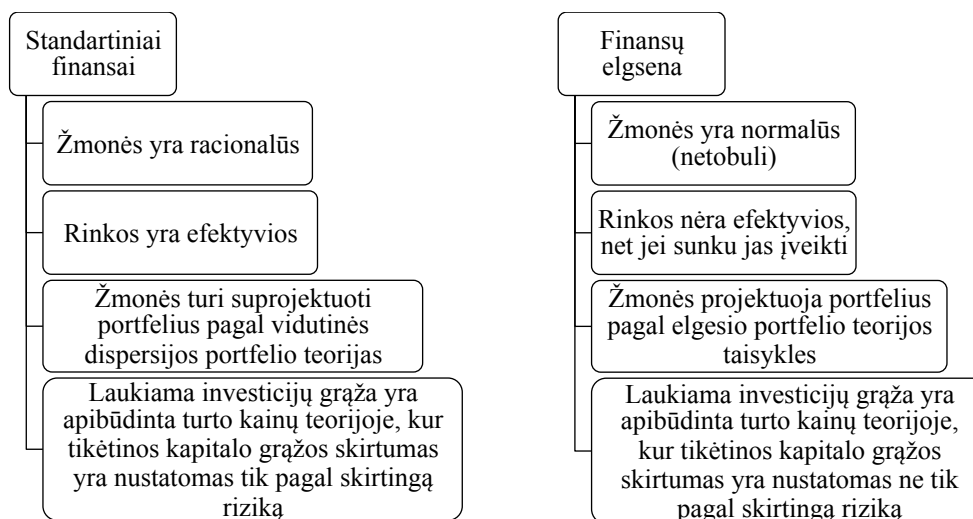 Standartiniai
finansai
Žmonės yra racionalūs
Rinkos yra efektyvios
Žmonės turi suprojektuoti
portfelius pagal vidutinės
dispersijos portfelio teorijas
Laukiama investicijų grąža yra
apibūdinta turto kainų teorijoje, kur
tikėtinos kapitalo grąžos skirtumas
yra nustatomas tik pagal skirtingą
riziką
Finansų
elgsena
Žmonės yra normalūs
(netobuli)
Rinkos nėra efektyvios,
net jei sunku jas įveikti
Žmonės projektuoja portfelius
pagal elgesio portfelio teorijos
taisykles
Laukiama investicijų grąža yra
apibūdinta turto kainų teorijoje,
kur tikėtinos kapitalo grąžos
skirtumas yra nustatomas ne tik
pagal skirtingą riziką